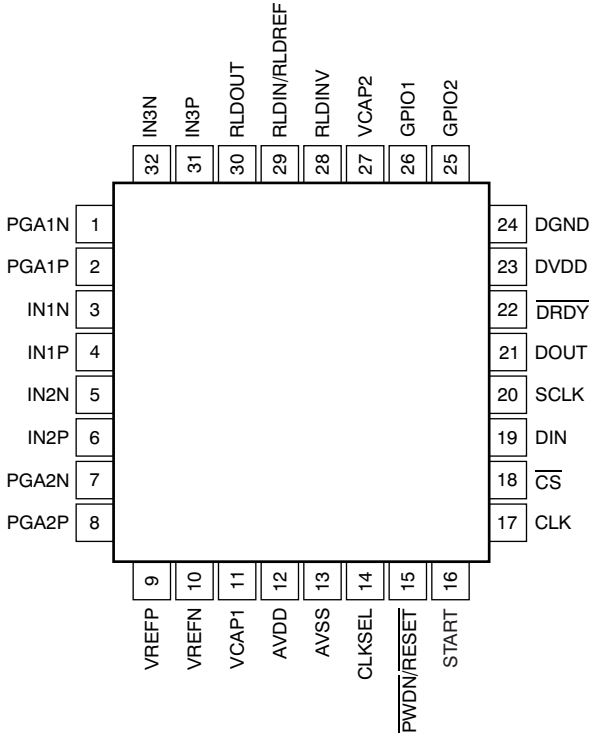 IN3N
IN3P
RLDOUT
RLDIN/RLDREF
RLDINV
VCAP2
GPIO1
GPIO2
32
31
30
29
28
27
26
25
PGA1N 1
PGA1P 2
IN1N 3
IN1P 4
IN2N 5
IN2P 6
PGA2N 7
PGA2P 8
24 DGND
23 DVDD
22 DRDY
21 DOUT
20 SCLK
19 DIN
18 CS
17 CLK
9
10
11
12
13
14
15
16
VREFP
VREFN
VCAP1
AVDD
AVSS
CLKSEL
PWDN/RESET
START